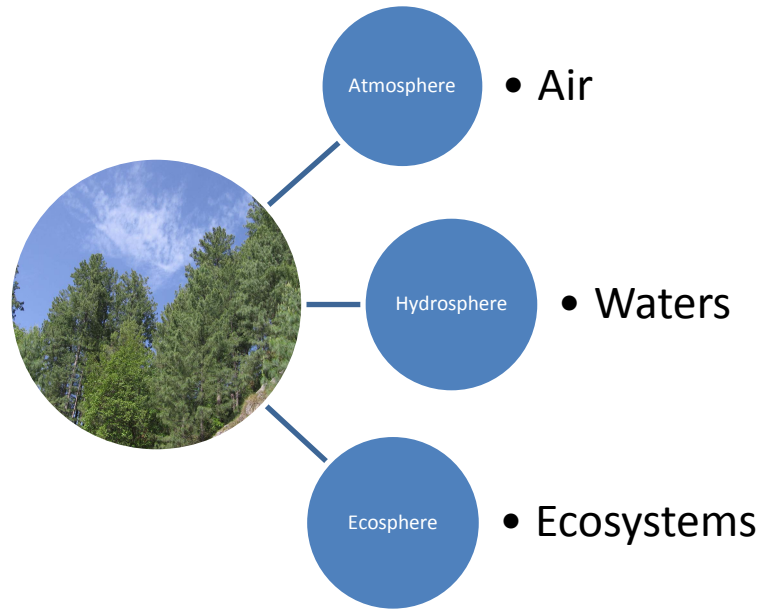 Atmosphere
• Air
Hydrosphere
• Waters
Ecosphere
• Ecosystems